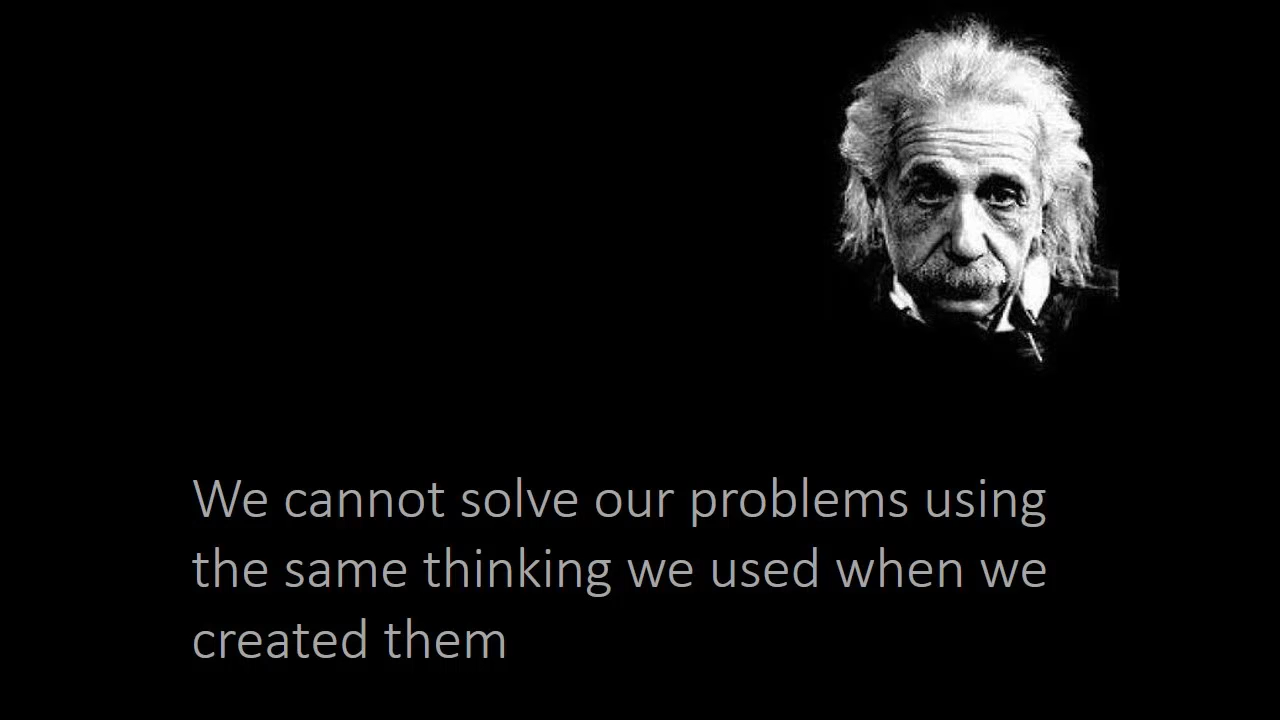 We cannot solve our problems using
the same thinking we used when we
created them